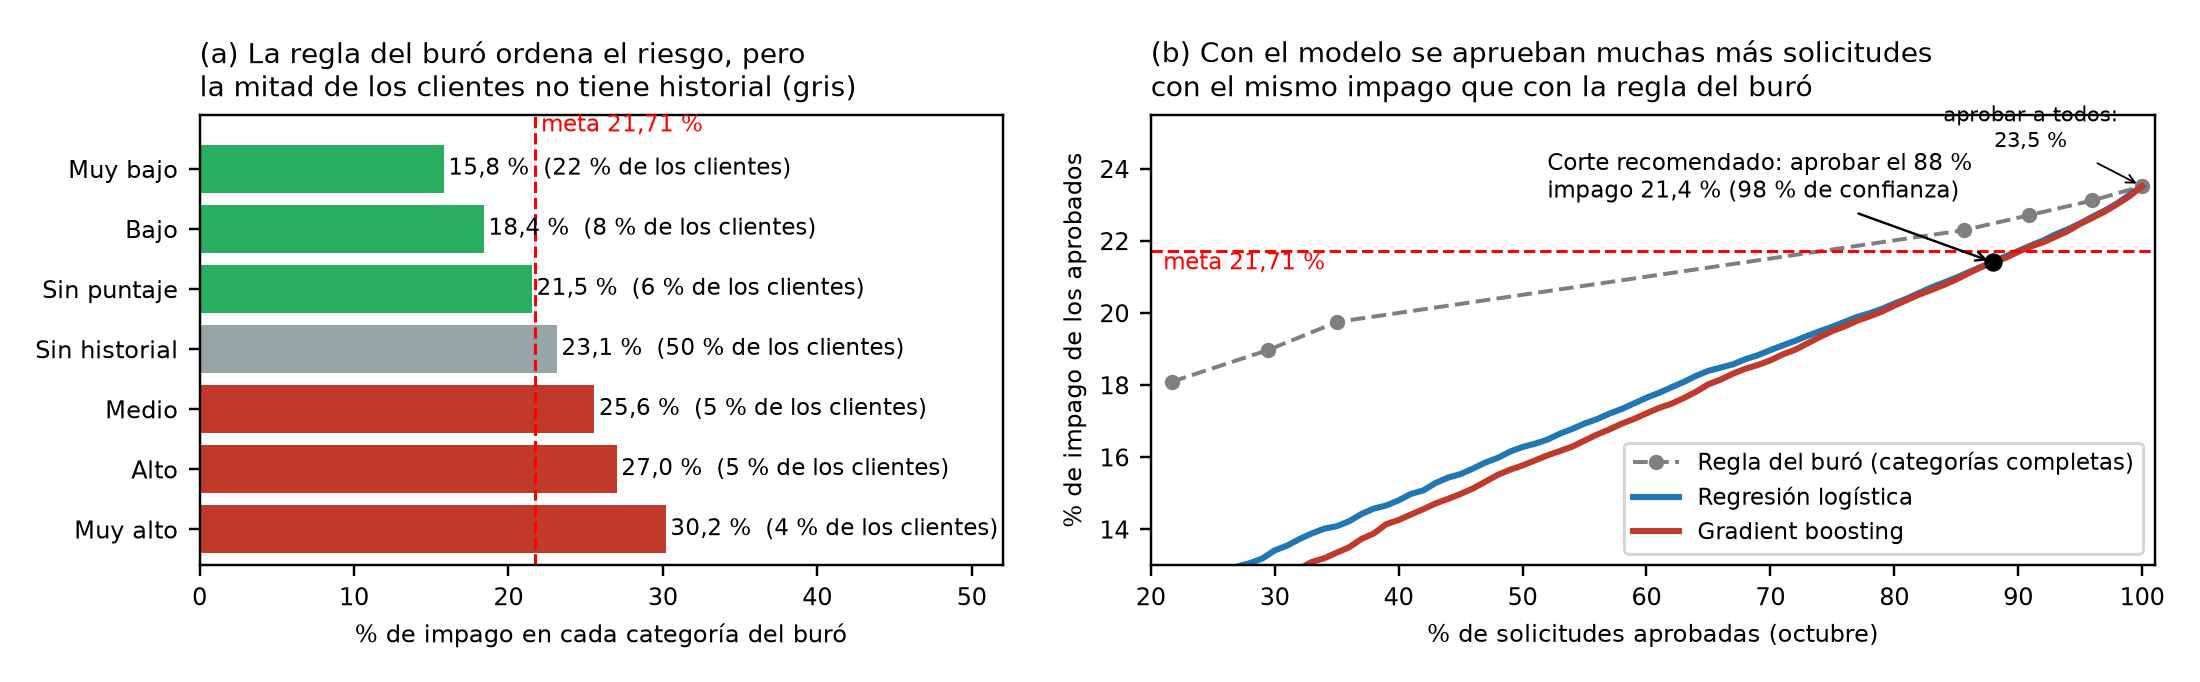 (a) La regla del buró ordena el riesgo, pero
la mitad de los clientes no tiene historial (gris)
meta 21,71 %
Muy bajo
15,8 % (22 % de los clientes)
Bajo
18,4 % (8 % de los clientes)
Sin puntaje
21,5 % (6 % de los clientes)
Sin historial
23,1 % (50 % de los clientes)
Medio
25,6 % (5 % de los clientes)
Alto
27,0 % (5 % de los clientes)
Muy alto
30,2 % (4 % de los clientes)
0 10 20 30 40 50
% de impago en cada categoría del buró
(b) Con el modelo se aprueban muchas más solicitudes
con el mismo impago que con la regla del buró
aprobar a todos:
23,5 %
Corte recomendado: aprobar el 88 %
impago 21,4 % (98 % de confianza)
meta 21,71 %
% de impago de los aprobados
24
22
20
18
16
14
Regla del buró (categorías completas)
Regresión logística
Gradient boosting
20 30 40 50 60 70 80 90 100
% de solicitudes aprobadas (octubre)